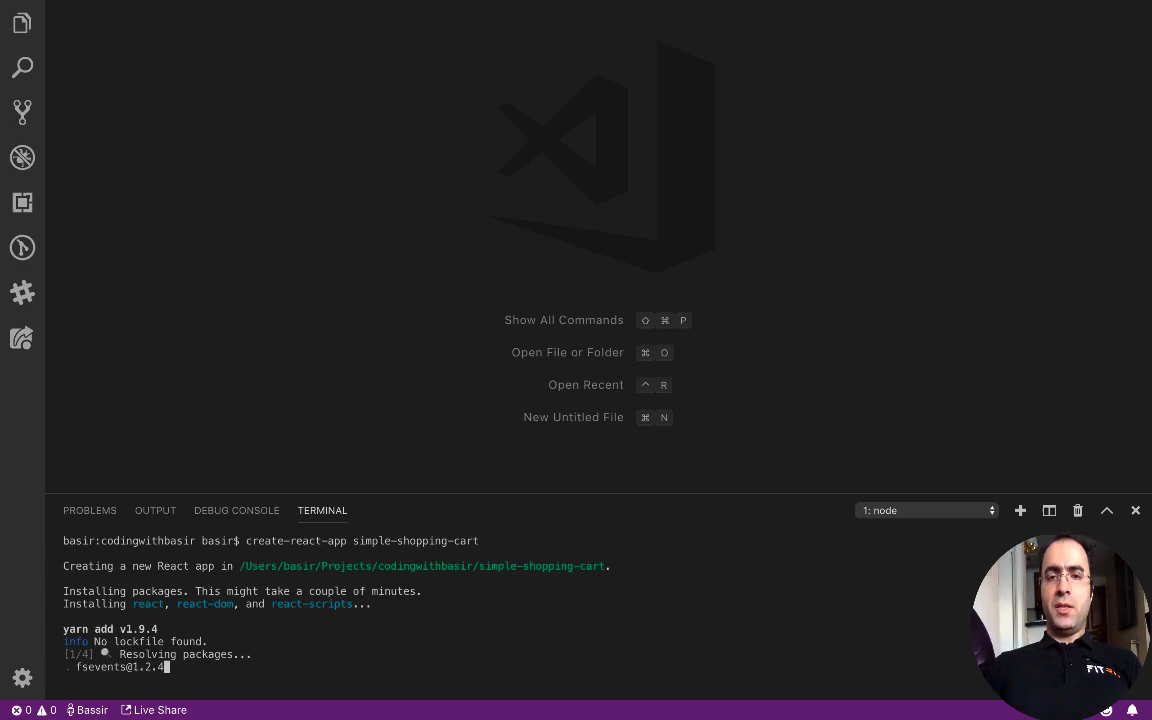 Show All Commands ⇧ ⌘ P
Open File or Folder ⌘ O
Open Recent ^ R
New Untitled File ⌘ N
PROBLEMS OUTPUT DEBUG CONSOLE TERMINAL 1: node
basir:codingwithbasir basir$ create-react-app simple-shopping-cart
Creating a new React app in /Users/basir/Projects/codingwithbasir/simple-shopping-cart.
Installing packages. This might take a couple of minutes.
Installing react, react-dom, and react-scripts...
yarn add v1.9.4
info No lockfile found.
[1/4] 🔍 Resolving packages...
fsevents@1.2.4
0 0 Bassir Live Share